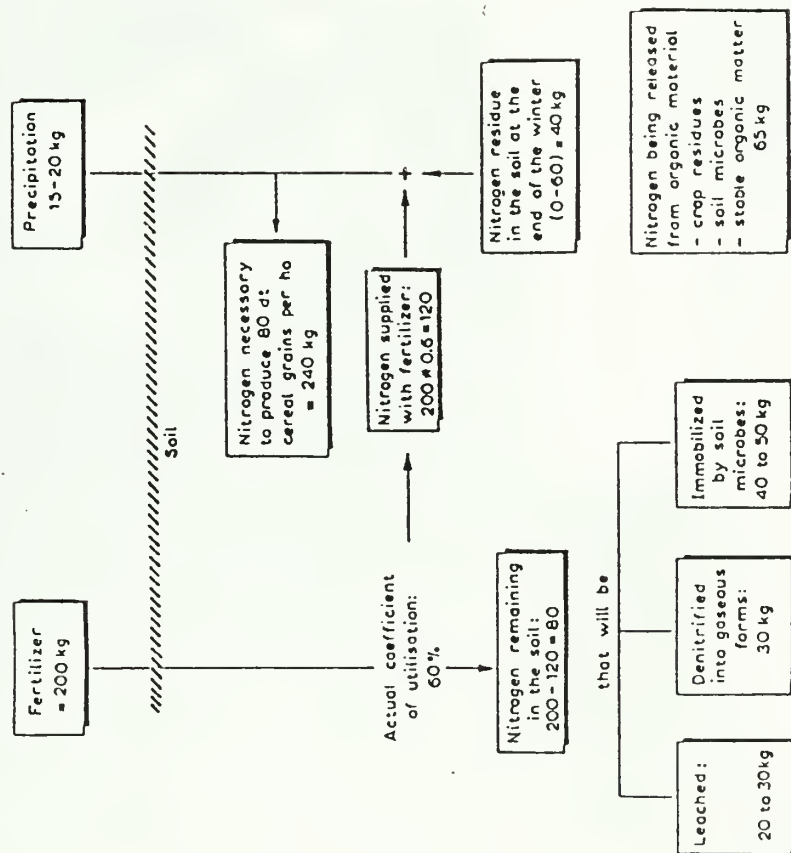 Fertilizer
= 200 kg
Precipitation
15-20 kg
Soil
Nitrogen necessary
to produce 80 dt
cereal grains per ha
= 240 kg
Actual coefficient
of utilisation:
60%
Nitrogen supplied
with fertilizer:
200 * 0.6 = 120
+
Nitrogen residue
in the soil at the
end of the winter
(0-60) = 40 kg
Nitrogen remaining
in the soil:
200 - 120 = 80
that will be
Leached:
20 to 30 kg
Denitrified
into gaseous
forms:
30 kg
Immobilized
by soil
microbes:
40 to 50 kg
Nitrogen being released
from organic material
- crop residues
- soil microbes
- stable organic matter
65 kg